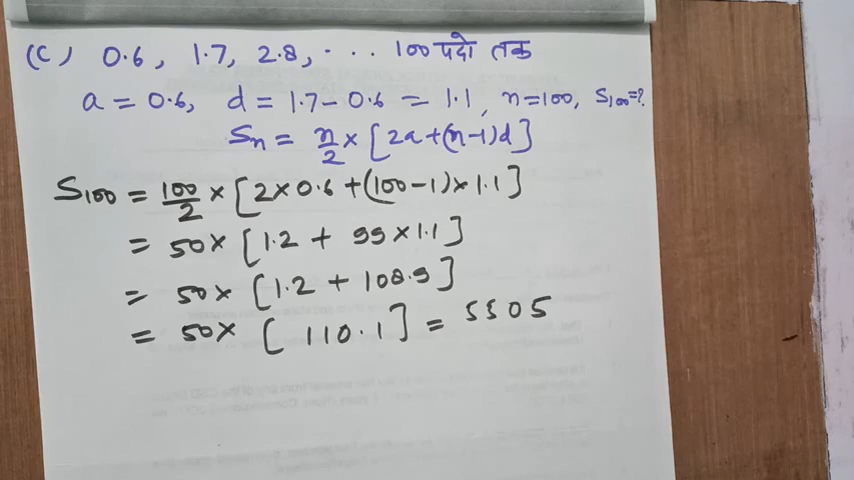 (C) 0.6, 1.7, 2.8, ... 100 पदो तक
a = 0.6, d = 1.7 - 0.6 = 1.1, n=100, S₁₀₀=?
Sn = n/2 × [2a+(n-1)d]
S₁₀₀ = 100/2 × [2×0.6+(100-1)×1.1]
= 50× [1.2 + 99×1.1]
= 50× [1.2 + 108.9]
= 50× [ 110.1 ] = 5505